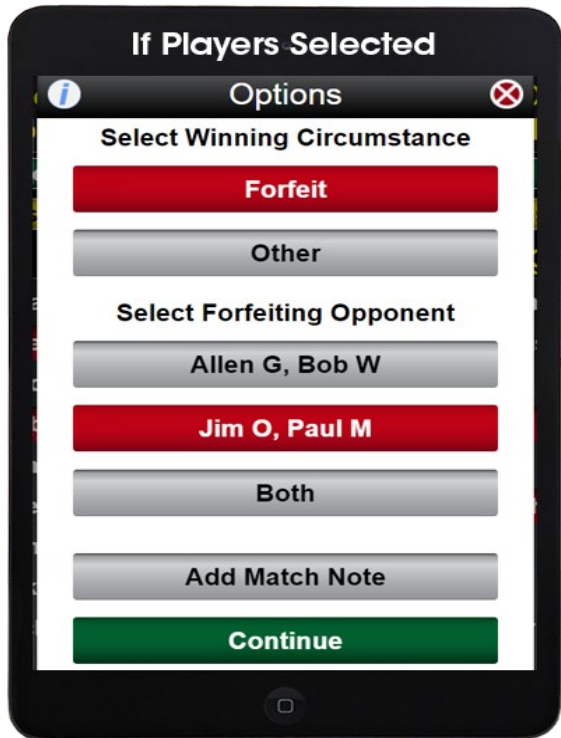 If Players Selected
i
Options
Select Winning Circumstance
Forfeit
Other
Select Forfeiting Opponent
Allen G, Bob W
Jim O, Paul M
Both
Add Match Note
Continue